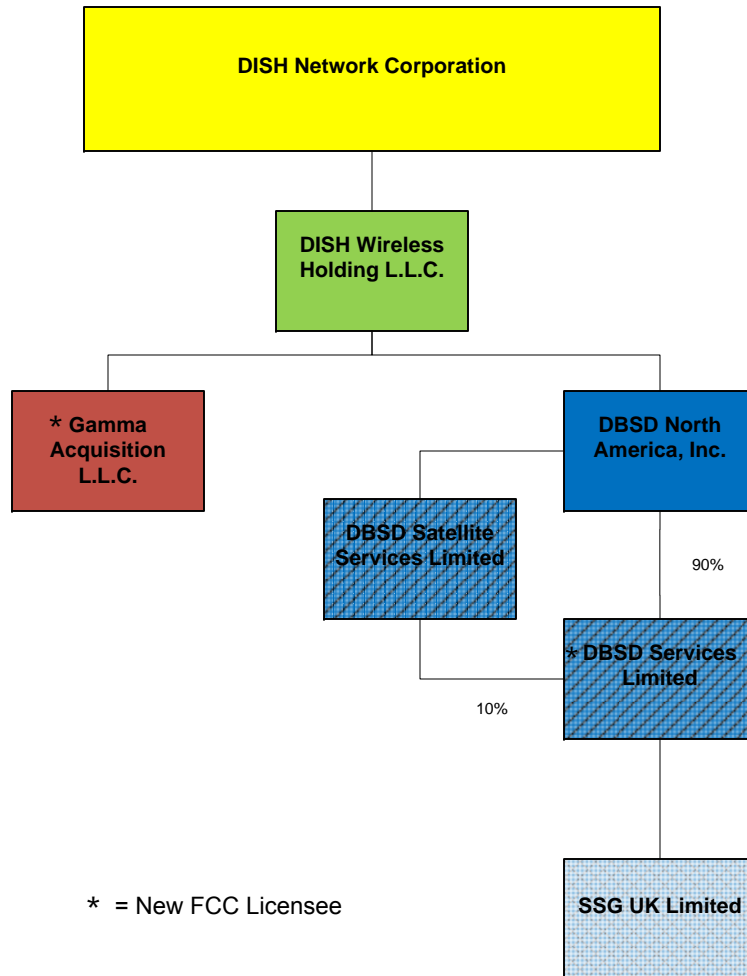 DISH Network Corporation
DISH Wireless
Holding L.L.C.
* Gamma
Acquisition
L.L.C.
DBSD North
America, Inc.
DBSD Satellite
Services Limited
90%
* DBSD Services
Limited
10%
SSG UK Limited
* = New FCC Licensee